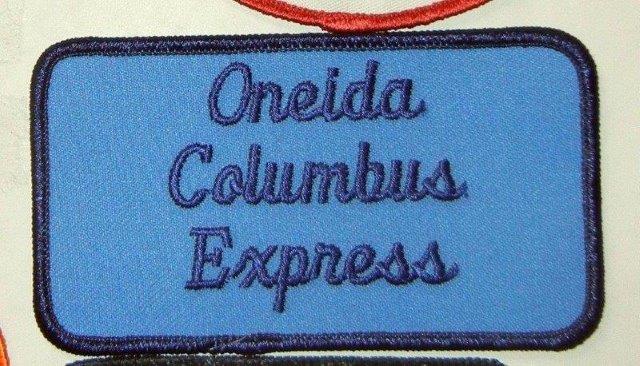 Oneida
Columbus
Express